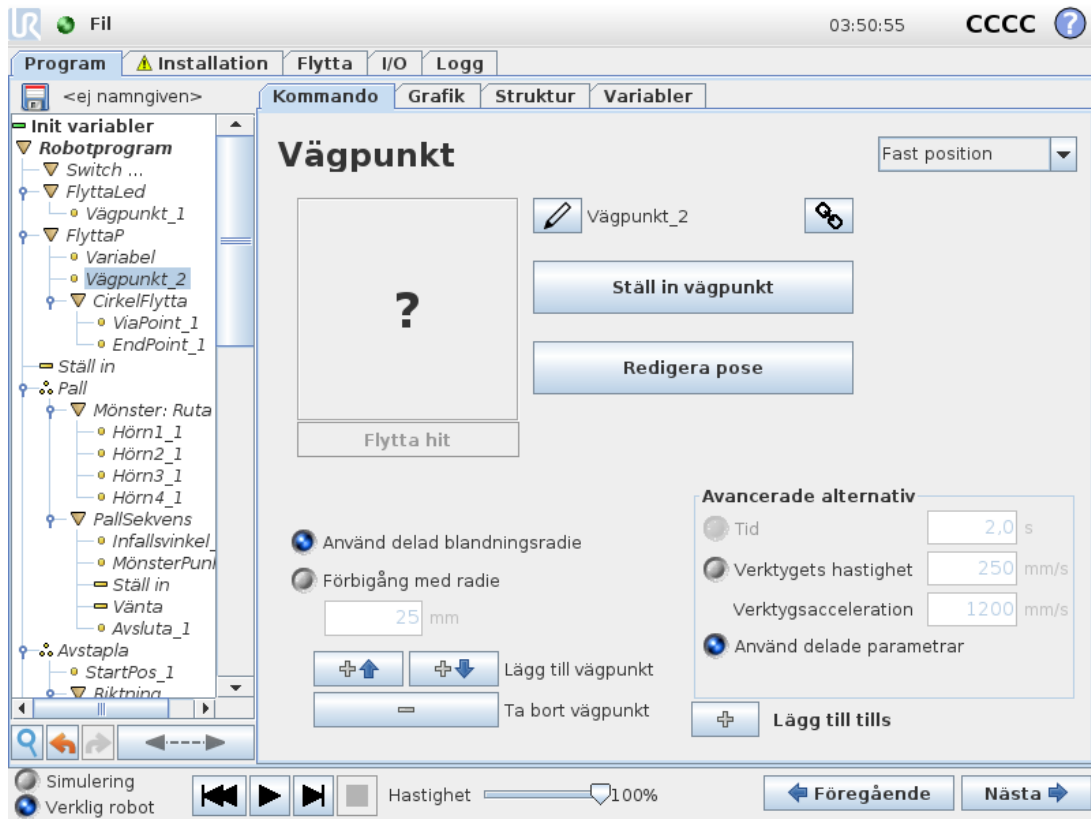 UR Fil 03:50:55 CCCC ?
Program Installation Flytta I/O Logg
<ej namngiven> Kommando Grafik Struktur Variabler
Init variabler
Robotprogram
Switch ...
FlyttaLed
Vägpunkt_1
FlyttaP
Variabel
Vägpunkt_2
CirkelFlytta
ViaPoint_1
EndPoint_1
Ställ in
Pall
Mönster: Ruta
Hörn1_1
Hörn2_1
Hörn3_1
Hörn4_1
PallSekvens
Infallsvinkel_
MönsterPunl
Ställ in
Vänta
Avsluta_1
Avstapla
StartPos_1
Riktning
Vägpunkt
Fast position
?
Flytta hit
Vägpunkt_2
Ställ in vägpunkt
Redigera pose
Använd delad blandningsradie
Förbigång med radie
25 mm
Lägg till vägpunkt
Ta bort vägpunkt
Avancerade alternativ
Tid 2,0 s
Verktygets hastighet 250 mm/s
Verktygsacceleration 1200 mm/s
Använd delade parametrar
Lägg till tills
Simulering
Verklig robot
Hastighet 100%
Föregående Nästa